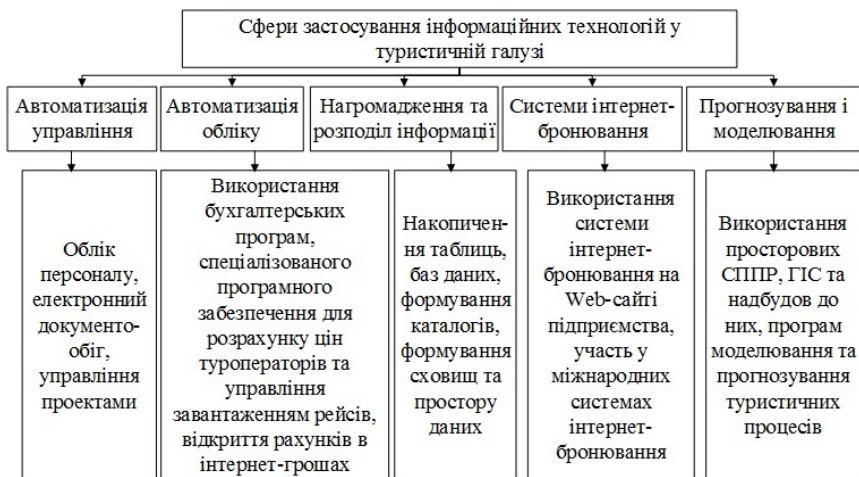 Сфери застосування інформаційних технологій у
туристичній галузі
Автоматизація
управління
Автоматизація
обліку
Нагромадження та
розподіл інформації
Системи інтернет-
бронювання
Прогнозування і
моделювання
Облік
персоналу,
електронний
документо-
обіг,
управління
проектами
Використання
бухгалтерських
програм,
спеціалізованого
програмного
забезпечення для
розрахунку цін
туроператорів та
управління
завантаженням рейсів,
відкриття рахунків в
інтернет-грошах
Накопичен-
ня таблиць,
баз даних,
формування
каталогів,
формування
сховищ та
простору
даних
Використання
системи
інтернет-
бронювання на
Web-сайті
підприємства,
участь у
міжнародних
системах
інтернет-
бронювання
Використання
просторових
СППР, ГІС та
надбудов до
них, програм
моделювання та
прогнозування
туристичних
процесів